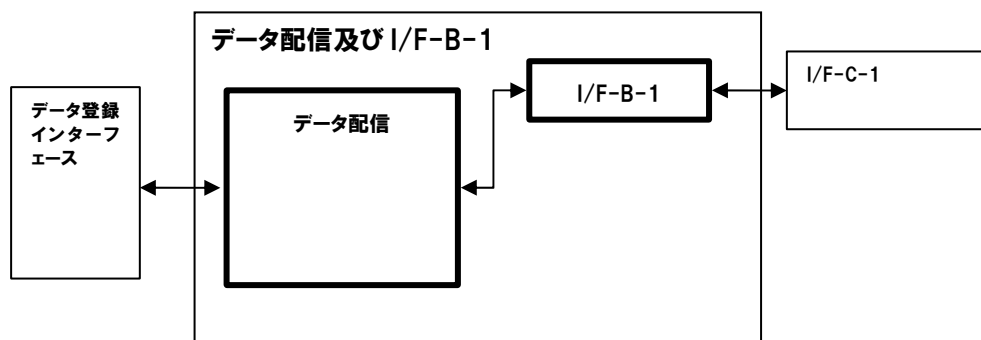 データ配信及び I/F-B-1
データ登録
インターフ
ェース
データ配信
I/F-B-1
I/F-C-1